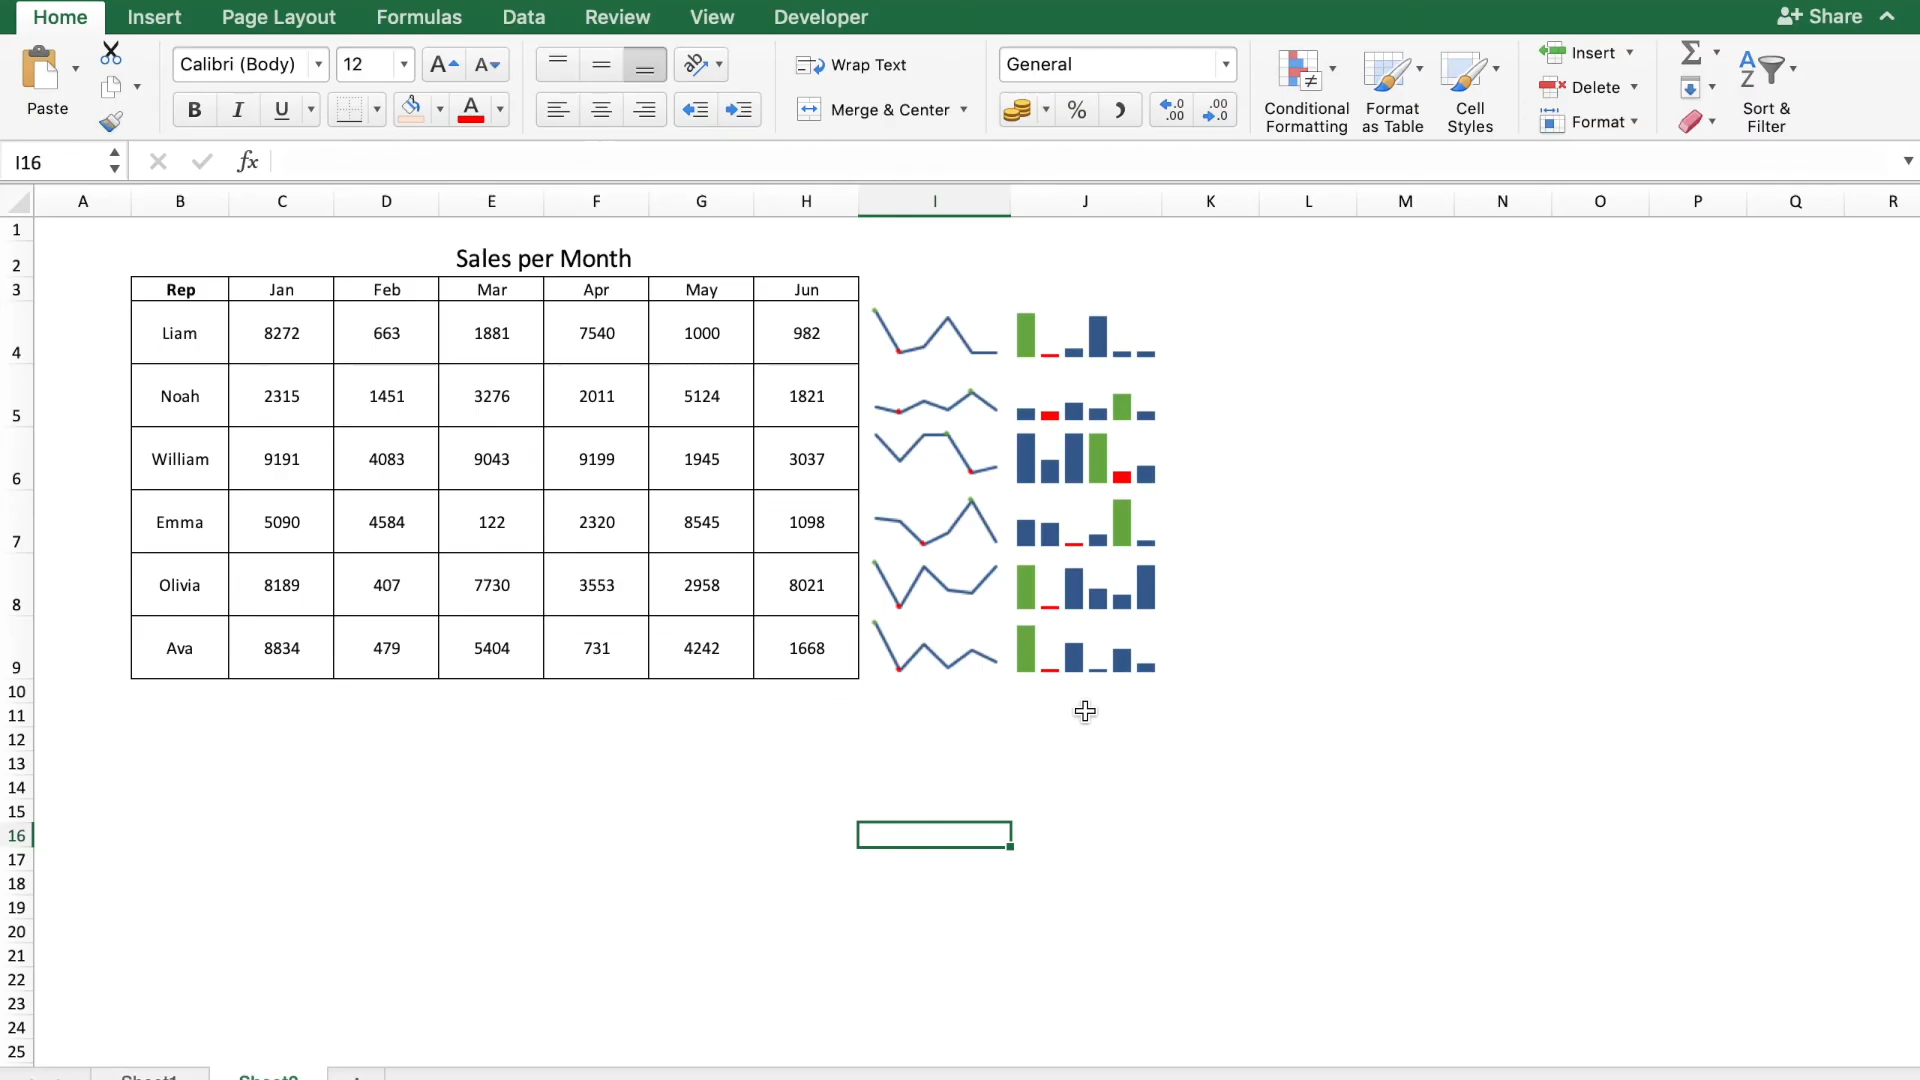 Home Insert Page Layout Formulas Data Review View Developer Share
Calibri (Body) 12 A A ab Wrap Text General Insert Σ A Z
Paste B I U A Merge & Center % Conditional Formatting Format as Table Cell Styles Delete Format Sort & Filter
I16 fx
A B C D E F G H I J K L M N O P Q R
1
2 Sales per Month
3 Rep Jan Feb Mar Apr May Jun
4 Liam 8272 663 1881 7540 1000 982
5 Noah 2315 1451 3276 2011 5124 1821
6 William 9191 4083 9043 9199 1945 3037
7 Emma 5090 4584 122 2320 8545 1098
8 Olivia 8189 407 7730 3553 2958 8021
9 Ava 8834 479 5404 731 4242 1668
10
11
12
13
14
15
16
17
18
19
20
21
22
23
24
25